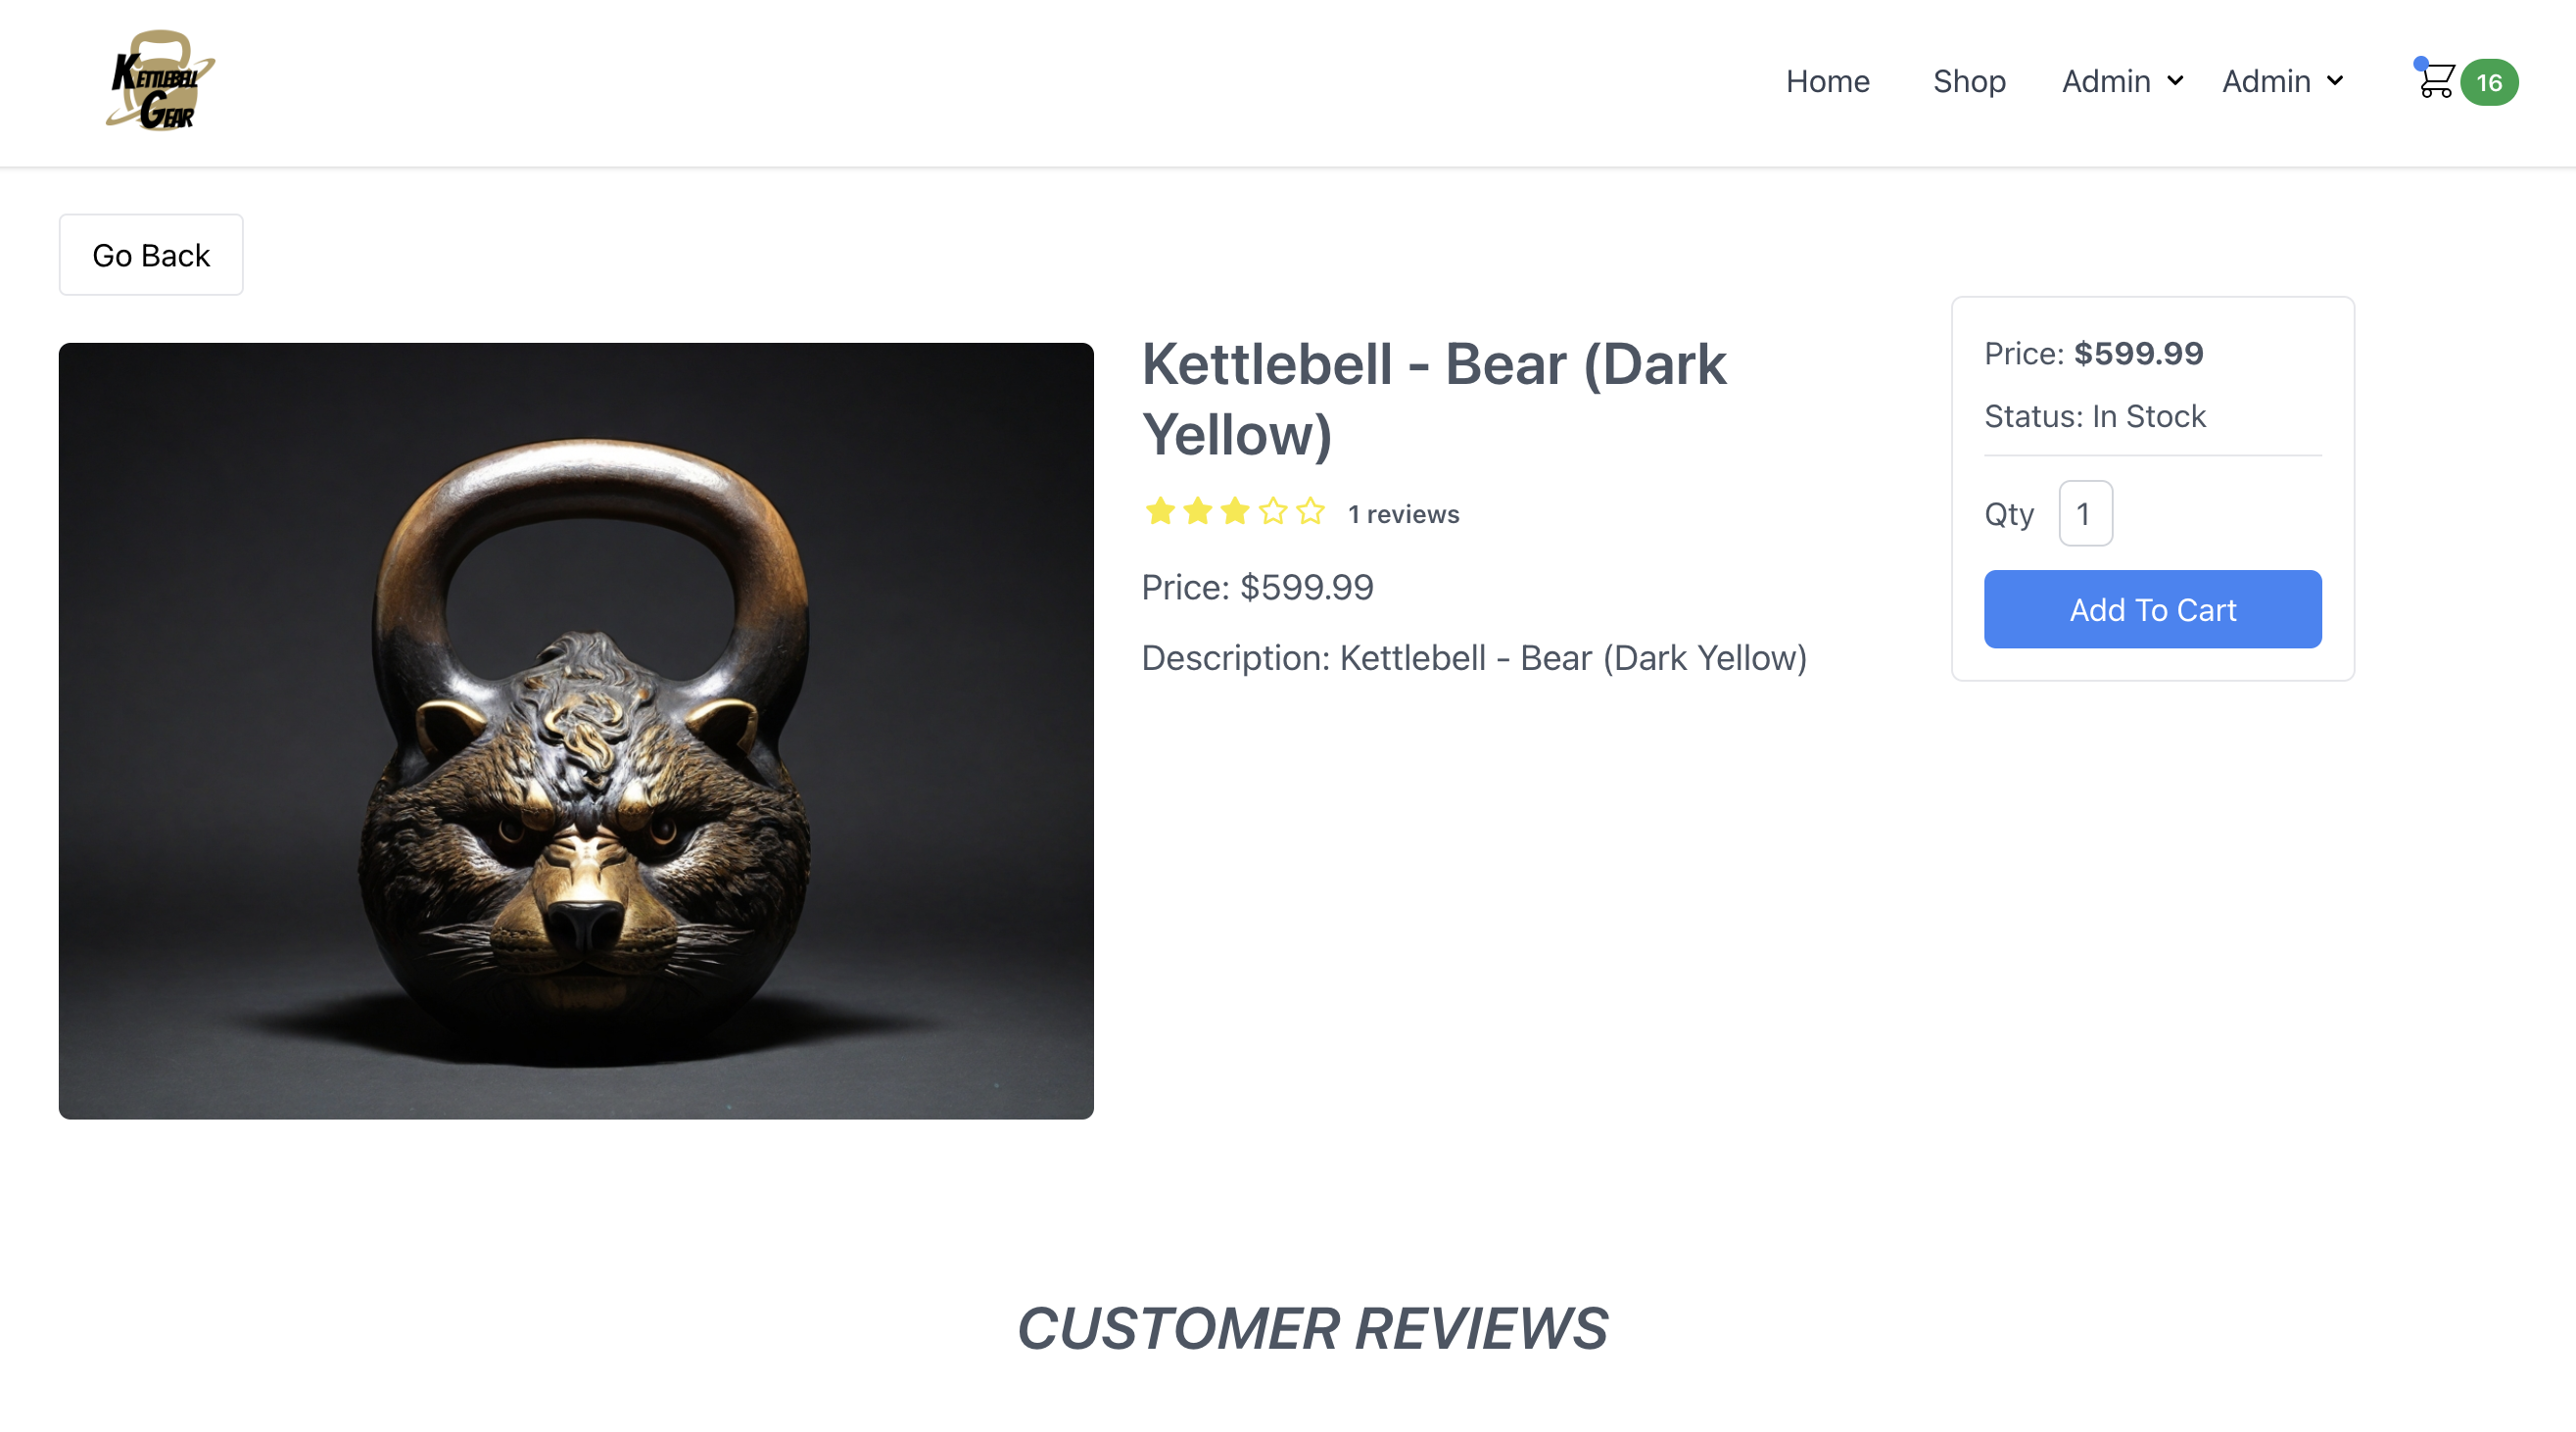 KETTLEBELL
GEAR
Home
Shop
Admin
Admin
16
Go Back
Kettlebell - Bear (Dark
Yellow)
1 reviews
Price: $599.99
Description: Kettlebell - Bear (Dark Yellow)
Price: $599.99
Status: In Stock
Qty 1
Add To Cart
CUSTOMER REVIEWS